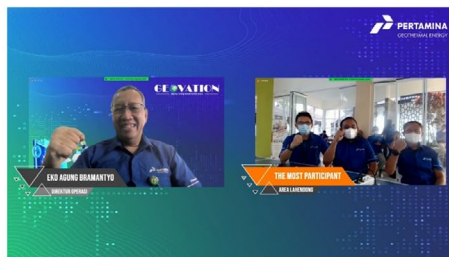 PERTAMINA
GEOTHERMAL ENERGY
GEOVATION
EKO AGUNG BRAMANTYO
DIREKTUR OPERASI
THE MOST PARTICIPANT
AREA LAHENDONG